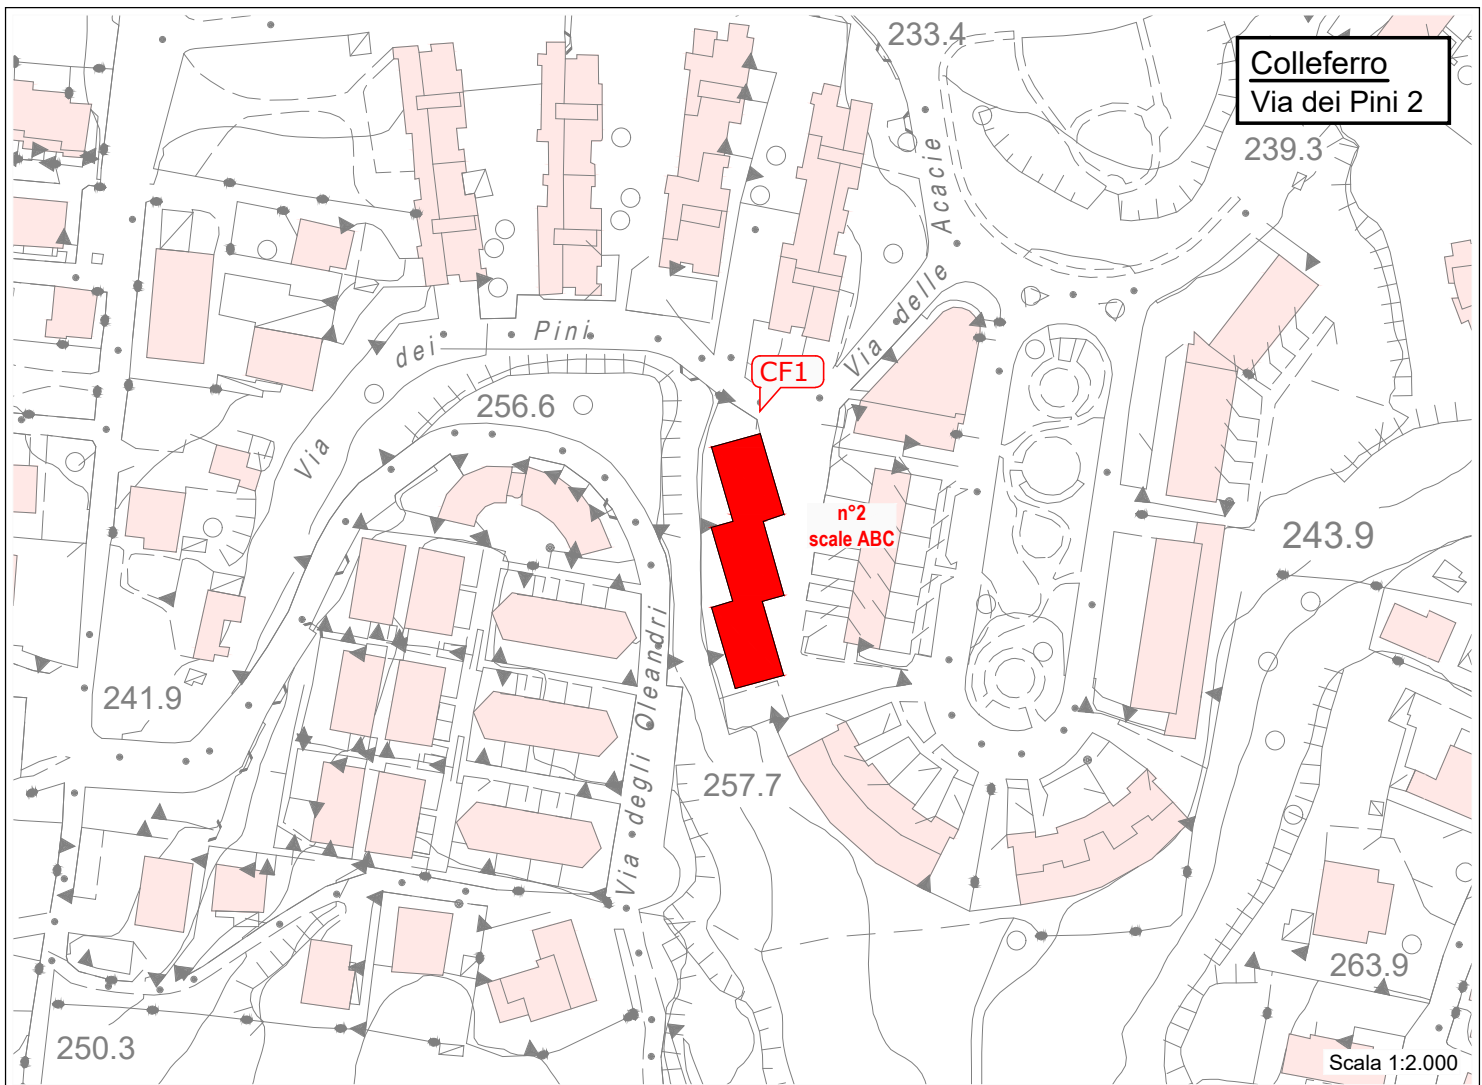 233.4
Colleferro
Via dei Pini 2
239.3
Via delle Acacie
Via dei Pini
CF1
256.6
n°2
scale ABC
243.9
Via degli Oleandri
241.9
257.7
263.9
250.3
Scala 1:2.000